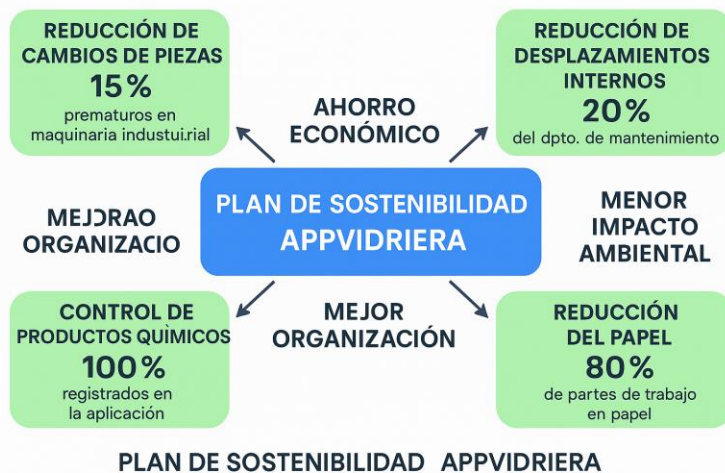 REDUCCIÓN DE
CAMBIOS DE PIEZAS
15%
prematuros en
maquinaria industui.rial
REDUCCIÓN DE
DESPLAZAMIENTOS
INTERNOS
20%
del dpto. de mantenimiento
AHORRO
ECONÓMICO
PLAN DE SOSTENIBILIDAD
APPVIDRIERA
MEJƆRAO
ORGANIZACIO
MENOR
IMPACTO
AMBIENTAL
CONTROL DE
PRODUCTOS QUÌMICOS
100%
registrados en
la aplicación
MEJOR
ORGANIZACIÓN
REDUCCIÓN
DEL PAPEL
80%
de partes de trabajo
en papel
PLAN DE SOSTENIBILIDAD APPVIDRIERA